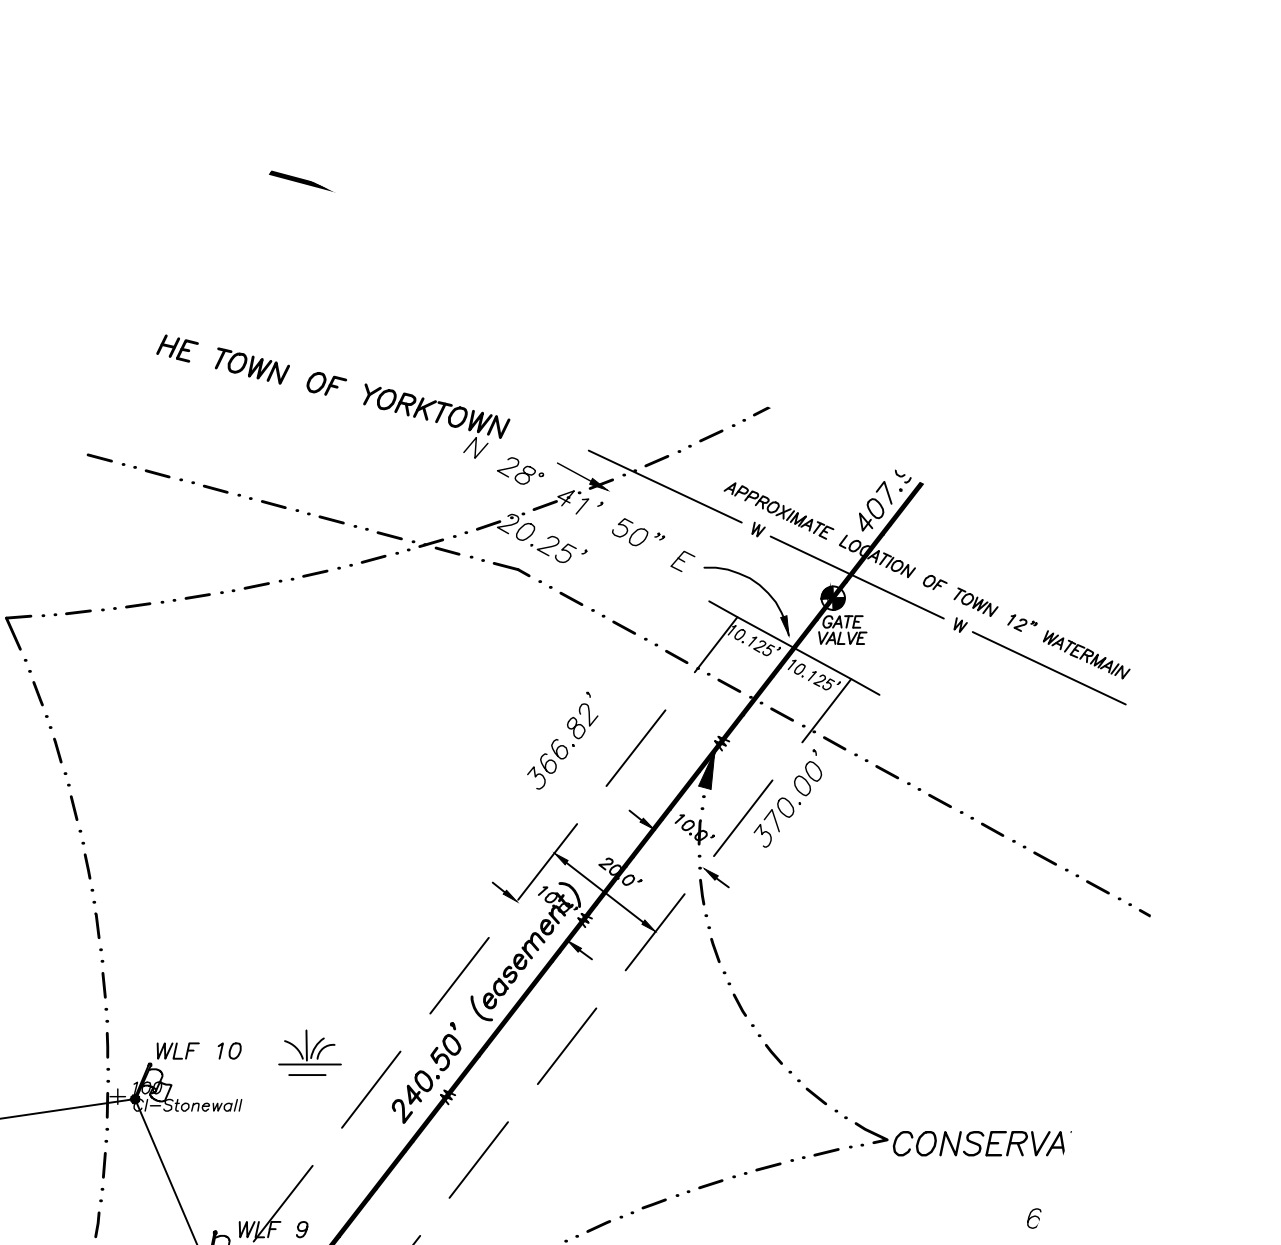 HE TOWN OF YORKTOWN
N 28° 41' 50" E
20.25'
407.9
APPROXIMATE LOCATION OF TOWN 12" WATERMAIN
W
W
GATE
VALVE
10.125'
10.125'
366.82'
370.00'
10.0'
20.0'
240.50' (easement)
WLF 10
CI-Stonewall
CONSERVA
WLF 9
6